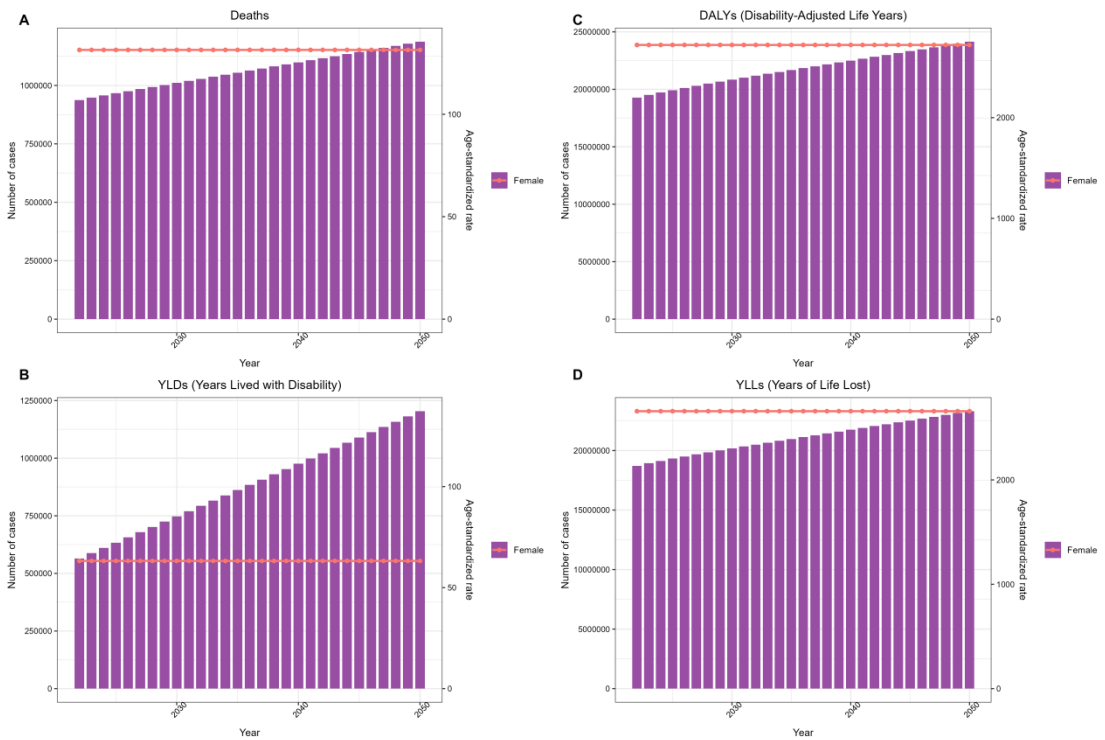 A
Deaths
Number of cases
1000000
750000
500000
250000
0
100
50
0
Age-standardized rate
2030
2040
2050
Year
Female
C
DALYs (Disability-Adjusted Life Years)
Number of cases
25000000
20000000
15000000
10000000
5000000
0
2000
1000
0
Age-standardized rate
2030
2040
2050
Year
Female
B
YLDs (Years Lived with Disability)
Number of cases
1250000
1000000
750000
500000
250000
0
100
50
0
Age-standardized rate
2030
2040
2050
Year
Female
D
YLLs (Years of Life Lost)
Number of cases
20000000
15000000
10000000
5000000
0
2000
1000
0
Age-standardized rate
2030
2040
2050
Year
Female